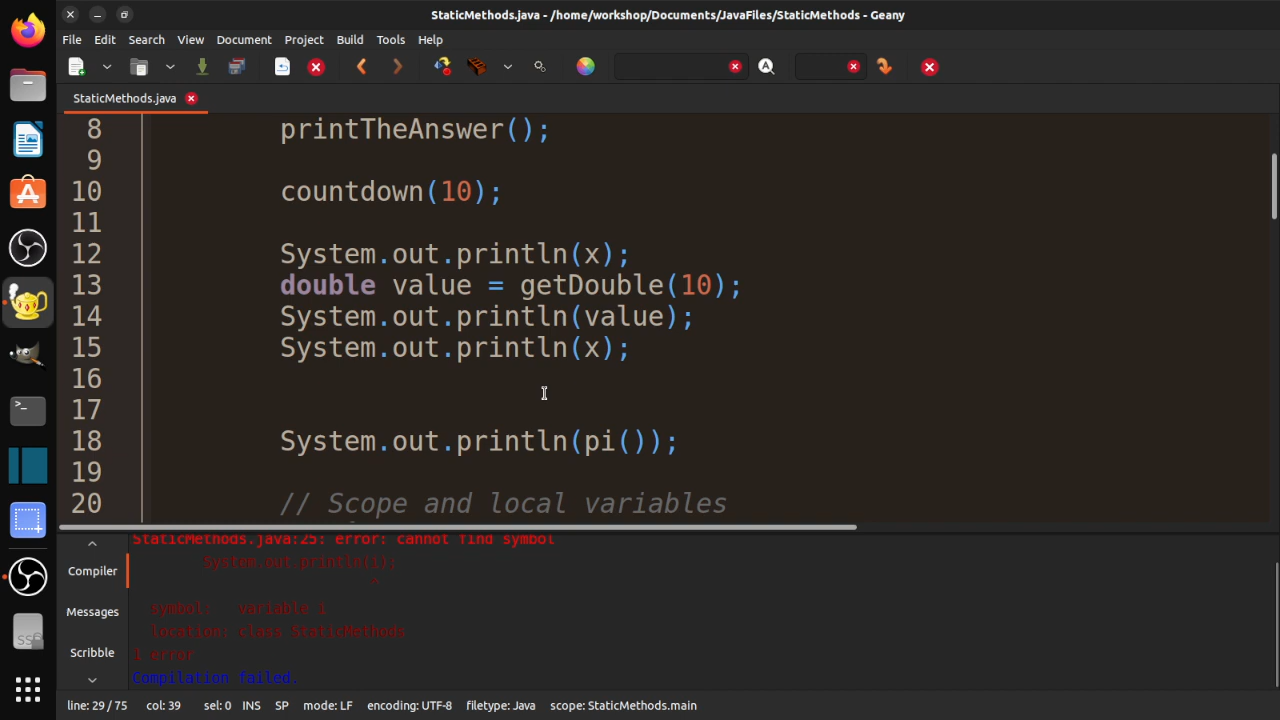 StaticMethods.java - /home/workshop/Documents/JavaFiles/StaticMethods - Geany
File Edit Search View Document Project Build Tools Help
StaticMethods.java
8 printTheAnswer();
9
10 countdown(10);
11
12 System.out.println(x);
13 double value = getDouble(10);
14 System.out.println(value);
15 System.out.println(x);
16
17
18 System.out.println(pi());
19
20 // Scope and local variables
StaticMethods.java:25: error: cannot find symbol
System.out.println(i);
^
symbol: variable i
location: class StaticMethods
1 error
Compilation failed.
Compiler
Messages
Scribble
line: 29 / 75 col: 39 sel: 0 INS SP mode: LF encoding: UTF-8 filetype: Java scope: StaticMethods.main